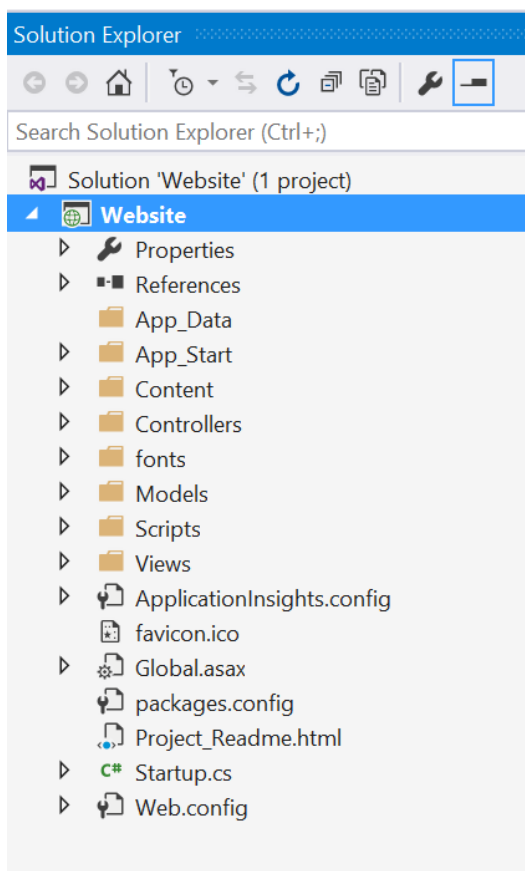 Solution Explorer
Search Solution Explorer (Ctrl+;)
Solution 'Website' (1 project)
Website
Properties
References
App_Data
App_Start
Content
Controllers
fonts
Models
Scripts
Views
ApplicationInsights.config
favicon.ico
Global.asax
packages.config
Project_Readme.html
C# Startup.cs
Web.config